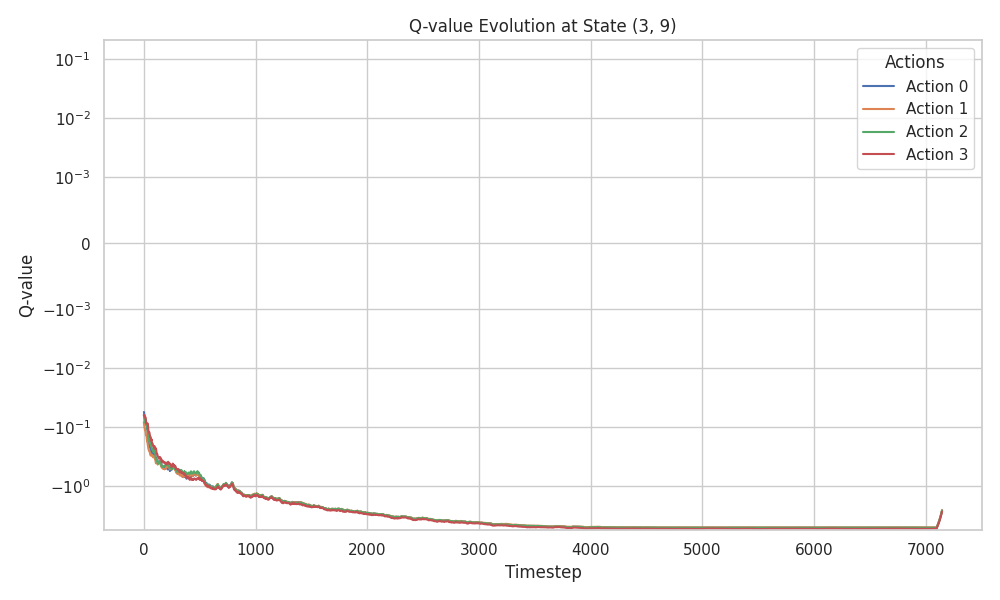 Q-value Evolution at State (3, 9)
Q-value
10⁻¹
10⁻²
10⁻³
0
−10⁻³
−10⁻²
−10⁻¹
−10⁰
Actions
Action 0
Action 1
Action 2
Action 3
0 1000 2000 3000 4000 5000 6000 7000
Timestep